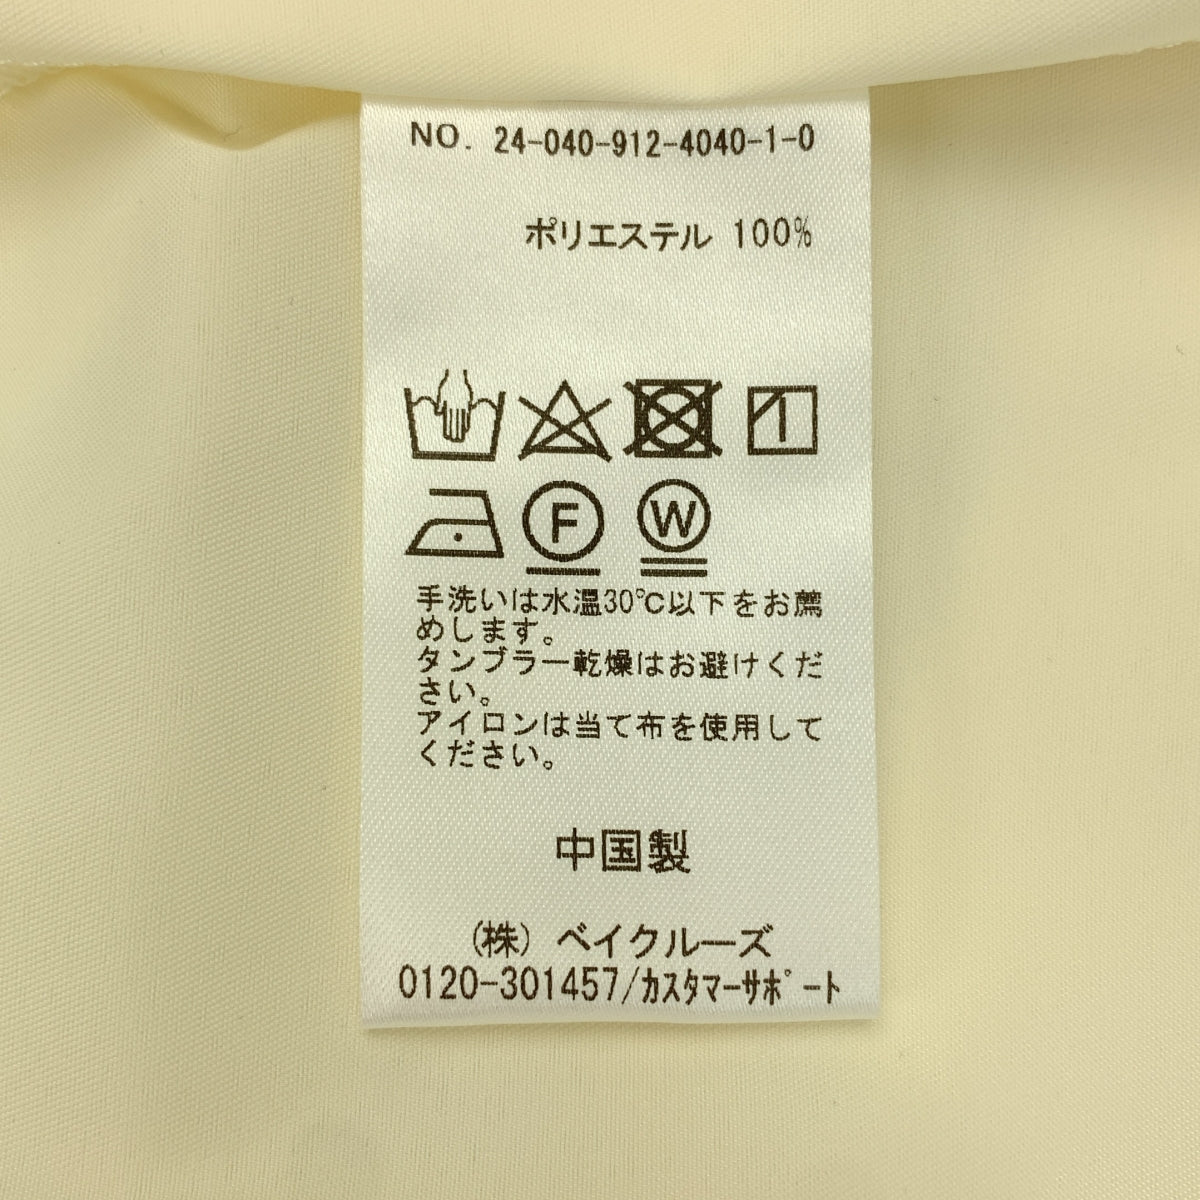 NO. 24-040-912-4040-1-0
ポリエステル 100%
F W
手洗いは水温30℃以下をお薦
めします。
タンブラー乾燥はお避けくだ
さい。
アイロンは当て布を使用して
ください。
中国製
(株) ベイクルーズ
0120-301457/ｶｽﾀﾏｰｻﾎﾟｰﾄ